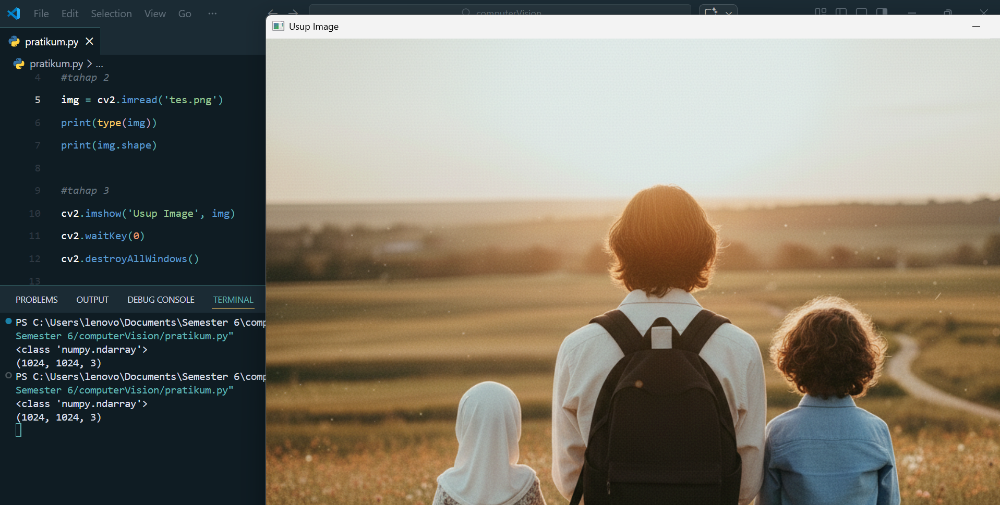 File Edit Selection View Go ···
computerVision
Usup Image
pratikum.py
pratikum.py > ...
4 #tahap 2
5 img = cv2.imread('tes.png')
6 print(type(img))
7 print(img.shape)
8
9 #tahap 3
10 cv2.imshow('Usup Image', img)
11 cv2.waitKey(0)
12 cv2.destroyAllWindows()
13
PROBLEMS OUTPUT DEBUG CONSOLE TERMINAL
PS C:\Users\lenovo\Documents\Semester 6\comp
Semester 6/computerVision/pratikum.py"
<class 'numpy.ndarray'>
(1024, 1024, 3)
PS C:\Users\lenovo\Documents\Semester 6\comp
Semester 6/computerVision/pratikum.py"
<class 'numpy.ndarray'>
(1024, 1024, 3)